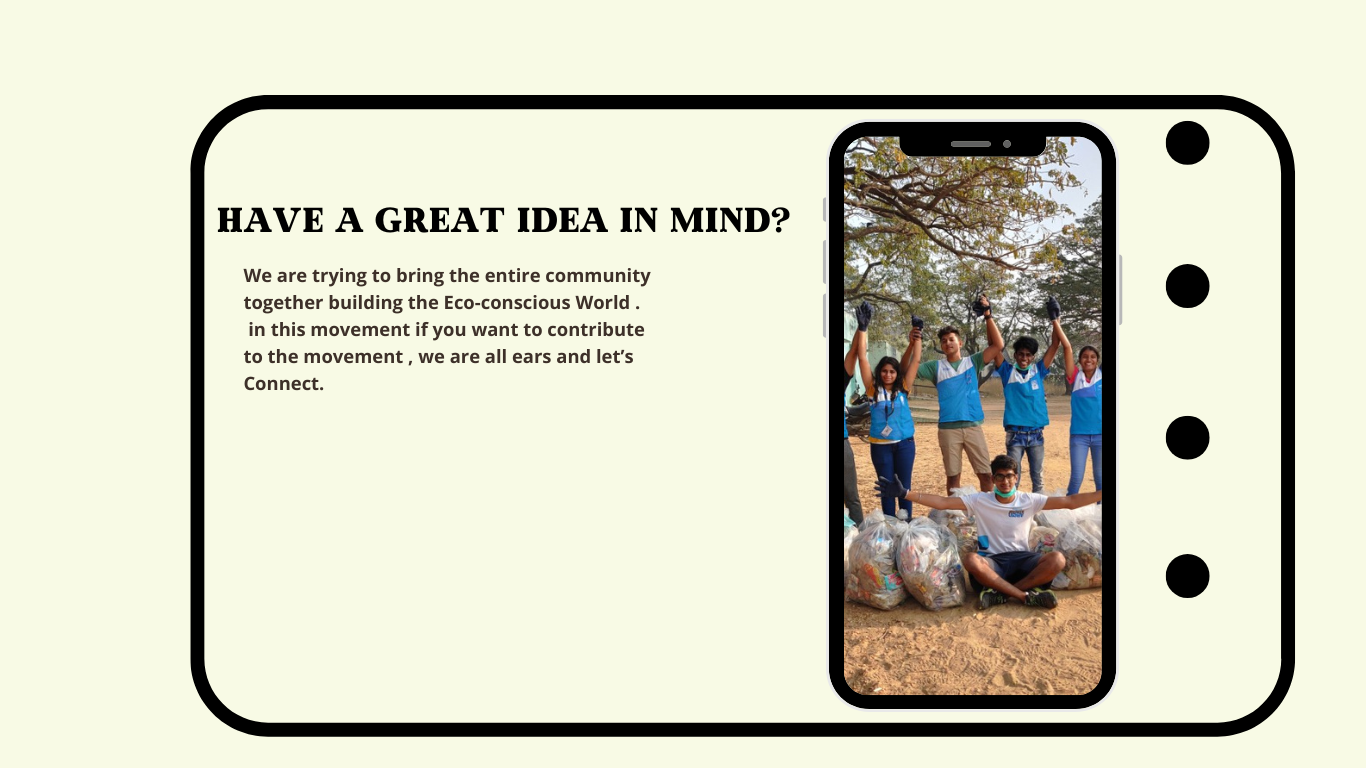 HAVE A GREAT IDEA IN MIND?
We are trying to bring the entire community
together building the Eco-conscious World .
in this movement if you want to contribute
to the movement , we are all ears and let’s
Connect.